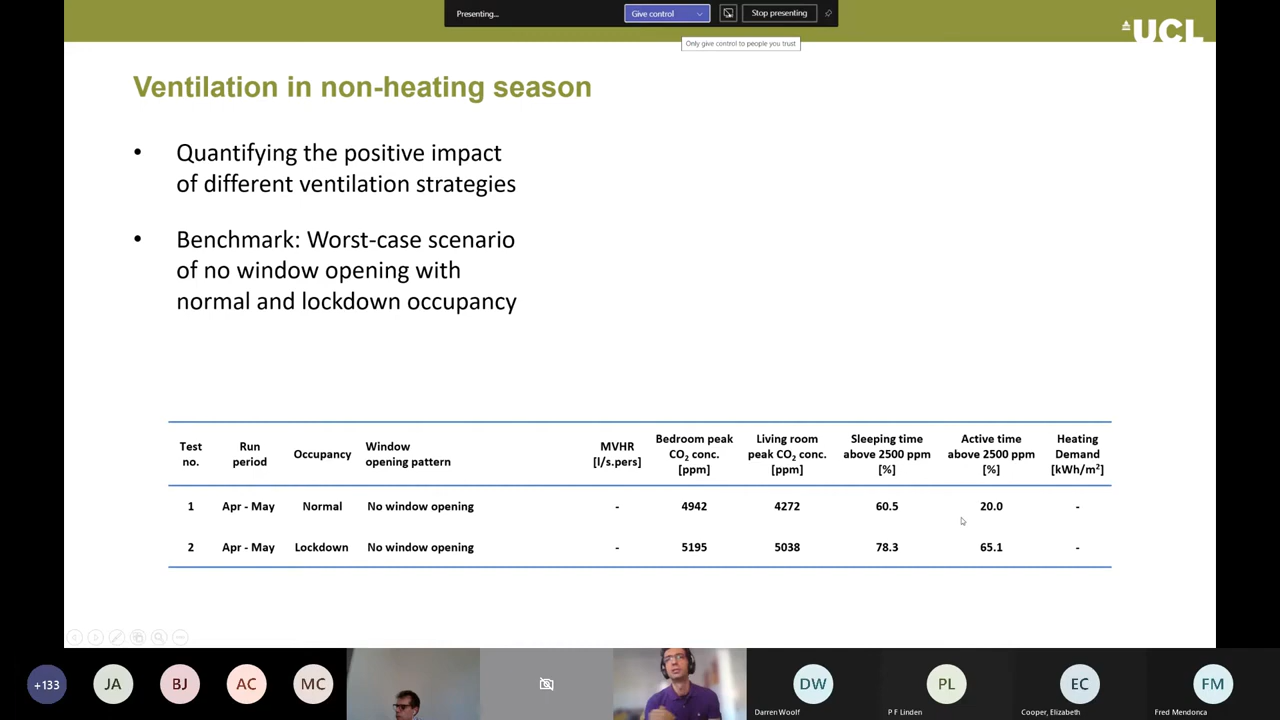 Presenting...
Give control
Stop presenting
Only give control to people you trust
UCL
Ventilation in non-heating season
• Quantifying the positive impact
of different ventilation strategies
• Benchmark: Worst-case scenario
of no window opening with
normal and lockdown occupancy
Test no. Run period Occupancy Window opening pattern MVHR [l/s.pers] Bedroom peak CO2 conc. [ppm] Living room peak CO2 conc. [ppm] Sleeping time above 2500 ppm [%] Active time above 2500 ppm [%] Heating Demand [kWh/m²]
1 Apr - May Normal No window opening - 4942 4272 60.5 20.0 -
2 Apr - May Lockdown No window opening - 5195 5038 78.3 65.1 -
+133 JA BJ AC MC DW PL EC FM
Darren Woolf P F Linden Cooper, Elizabeth Fred Mendonca